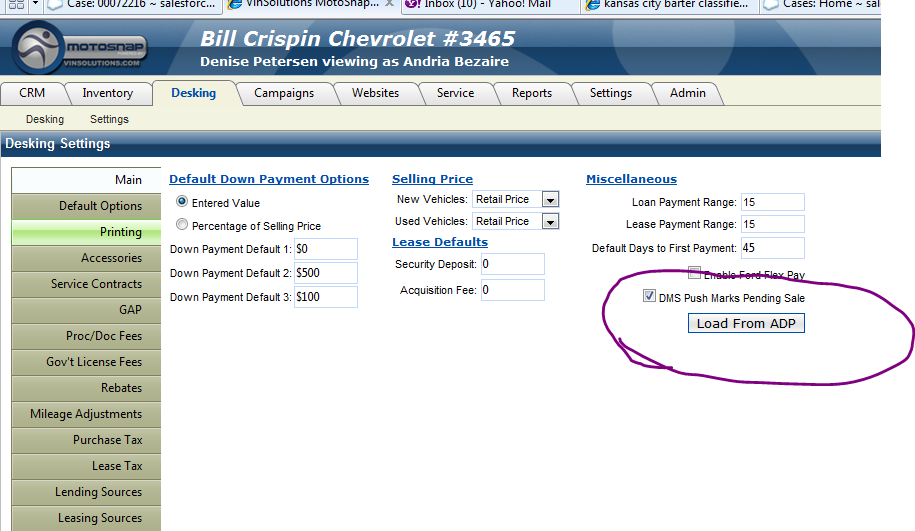 Case: 00072216 ~ salesforc...
VinSolutions MotoSnap...
Inbox (10) - Yahoo! Mail
kansas city barter classifie...
Cases: Home ~ sal
MOTOSNAP
VINSOLUTIONS.COM
Bill Crispin Chevrolet #3465
Denise Petersen viewing as Andria Bezaire
CRM Inventory Desking Campaigns Websites Service Reports Settings Admin
Desking Settings
Desking Settings
Main
Default Options
Printing
Accessories
Service Contracts
GAP
Proc/Doc Fees
Gov't License Fees
Rebates
Mileage Adjustments
Purchase Tax
Lease Tax
Lending Sources
Leasing Sources
Default Down Payment Options
Entered Value
Percentage of Selling Price
Down Payment Default 1: $0
Down Payment Default 2: $500
Down Payment Default 3: $100
Selling Price
New Vehicles: Retail Price
Used Vehicles: Retail Price
Lease Defaults
Security Deposit: 0
Acquisition Fee: 0
Miscellaneous
Loan Payment Range: 15
Lease Payment Range: 15
Default Days to First Payment: 45
Enable Ford Flex Pay
DMS Push Marks Pending Sale
Load From ADP